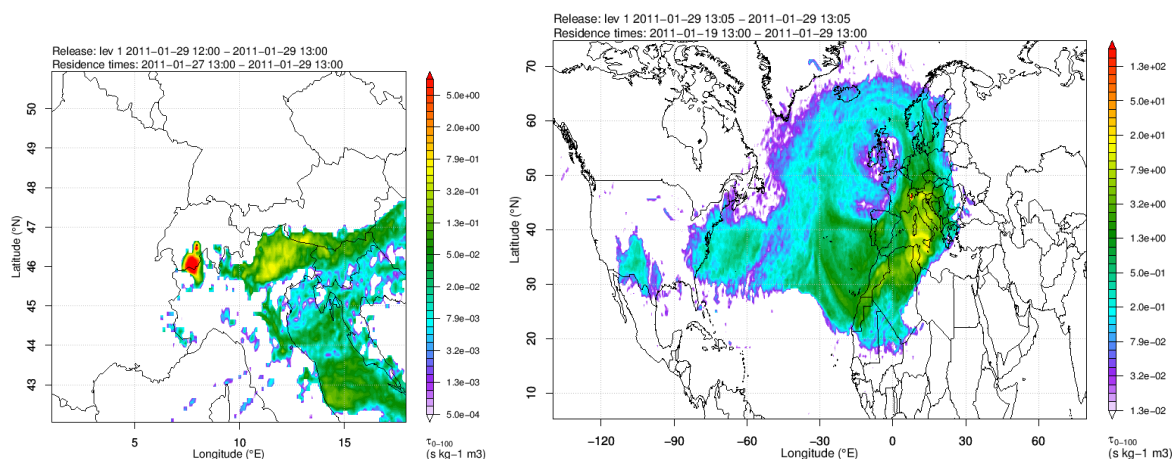 Release: lev 1 2011−01−29 12:00 − 2011−01−29 13:00
Residence times: 2011−01−27 13:00 − 2011−01−29 13:00
50
49
48
47
46
45
44
43
Latitude (°N)
5
10
15
Longitude (°E)
5.0e+00
2.0e+00
7.9e−01
3.2e−01
1.3e−01
5.0e−02
2.0e−02
7.9e−03
3.2e−03
1.3e−03
5.0e−04
τ0−100
(s kg−1 m3)
Release: lev 1 2011−01−29 13:05 − 2011−01−29 13:05
Residence times: 2011−01−19 13:00 − 2011−01−29 13:00
70
60
50
40
30
20
10
Latitude (°N)
−120
−90
−60
−30
0
30
60
Longitude (°E)
1.3e+02
5.0e+01
2.0e+01
7.9e+00
3.2e+00
1.3e+00
5.0e−01
2.0e−01
7.9e−02
3.2e−02
1.3e−02
τ0−100
(s kg−1 m3)